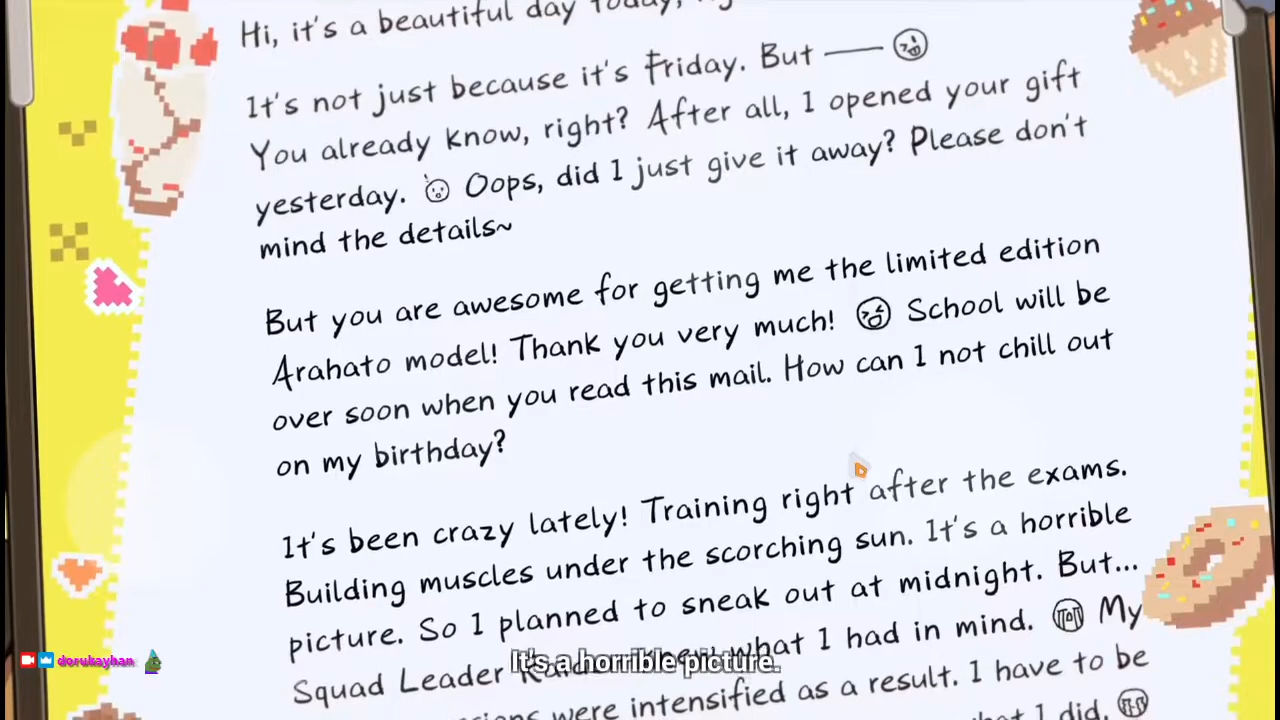 Hi, it's a beautiful day today,
It's not just because it's Friday. But ——
You already know, right? After all, I opened your gift
yesterday. Oops, did I just give it away? Please don't
mind the details~
But you are awesome for getting me the limited edition
Arahato model! Thank you very much! School will be
over soon when you read this mail. How can I not chill out
on my birthday?
It's been crazy lately! Training right after the exams.
Building muscles under the scorching sun. It's a horrible
picture. So I planned to sneak out at midnight. But...
Squad Leader what I had in mind. My
were intensified as a result. I have to be
what I did.
dorukayhan
It's a horrible picture.